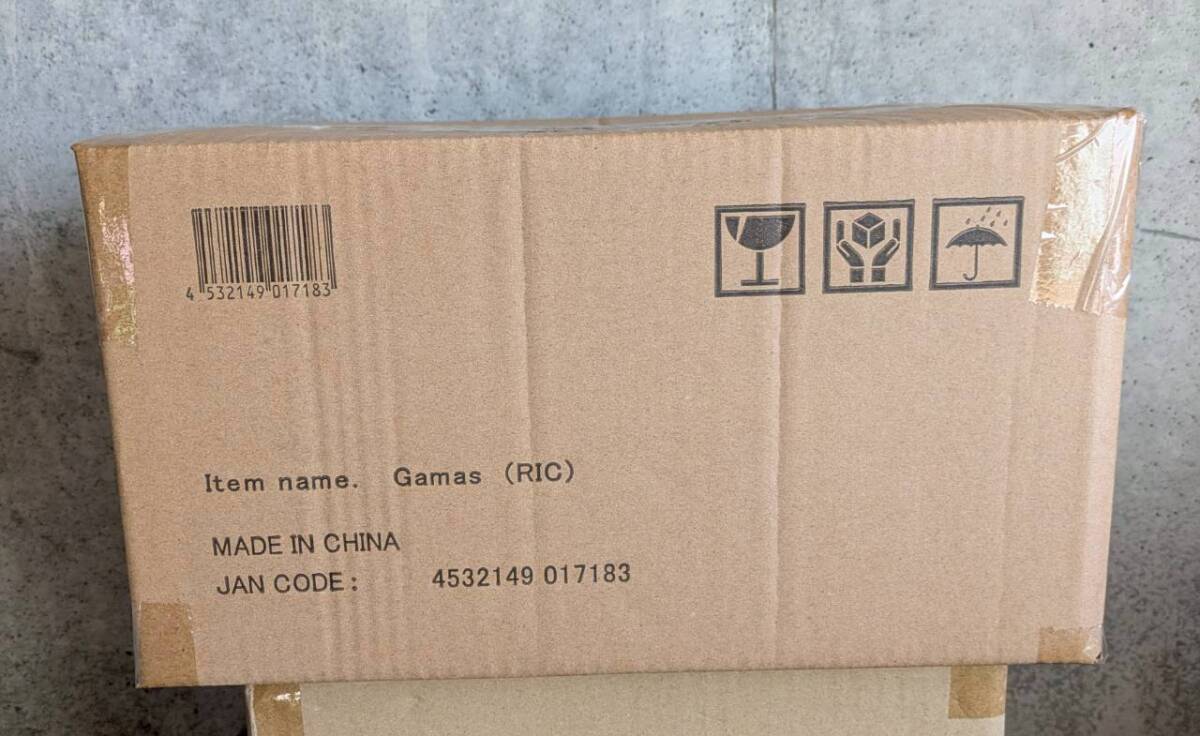 4 532149 017183
Item name. Gamas (RIC)
MADE IN CHINA
JAN CODE: 4532149 017183